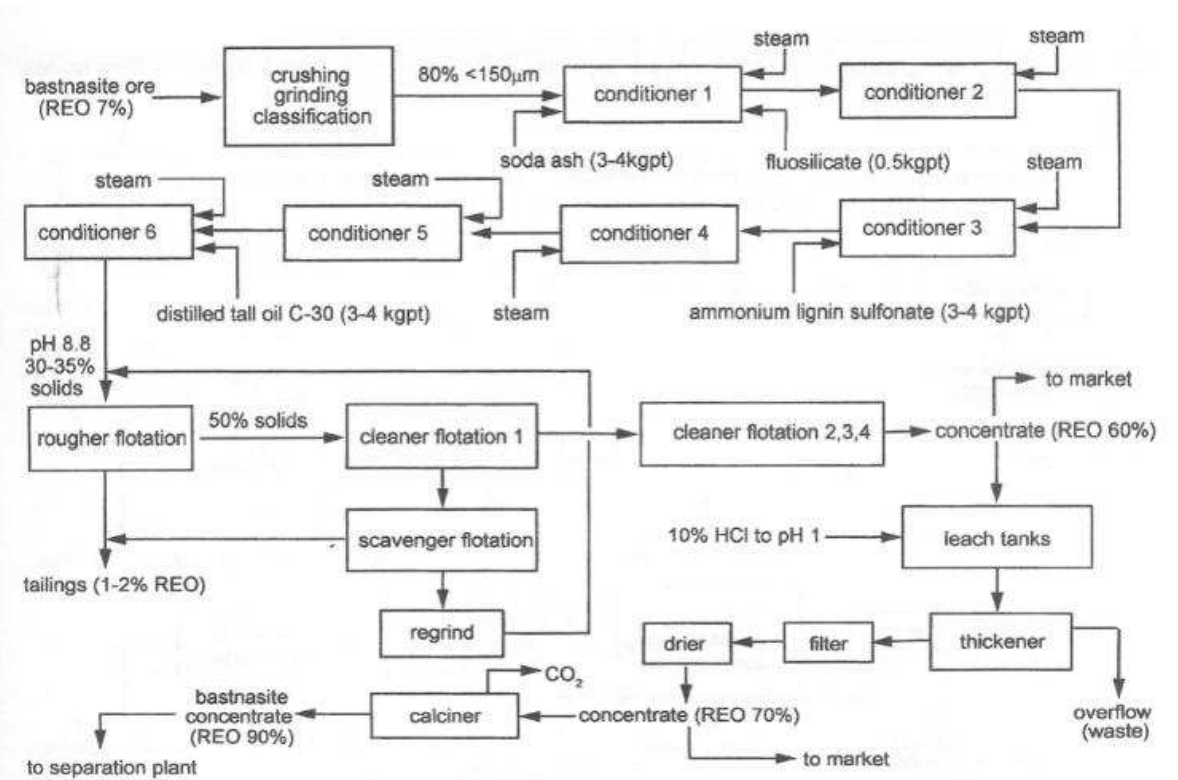 steam
steam
bastnasite ore
(REO 7%)
crushing
grinding
classification
80% <150μm
conditioner 1
conditioner 2
soda ash (3-4kgpt)
fluosilicate (0.5kgpt)
steam
steam
steam
conditioner 6
conditioner 5
conditioner 4
conditioner 3
distilled tall oil C-30 (3-4 kgpt)
steam
ammonium lignin sulfonate (3-4 kgpt)
pH 8.8
30-35%
solids
to market
rougher flotation
50% solids
cleaner flotation 1
cleaner flotation 2,3,4
concentrate (REO 60%)
scavenger flotation
10% HCl to pH 1
leach tanks
tailings (1-2% REO)
regrind
drier
filter
thickener
CO₂
bastnasite
concentrate
(REO 90%)
calciner
concentrate (REO 70%)
overflow
(waste)
to separation plant
to market